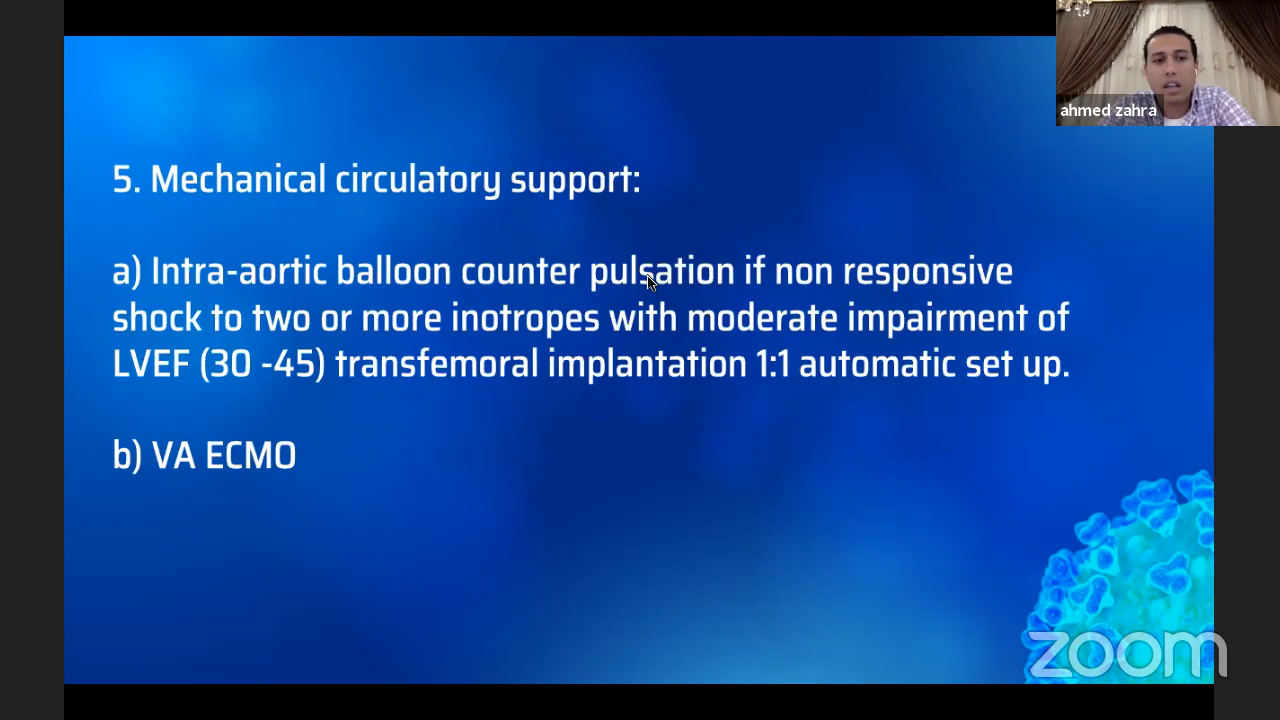 ahmed zahra
5. Mechanical circulatory support:
a) Intra-aortic balloon counter pulsation if non responsive
shock to two or more inotropes with moderate impairment of
LVEF (30 -45) transfemoral implantation 1:1 automatic set up.
b) VA ECMO
zoom